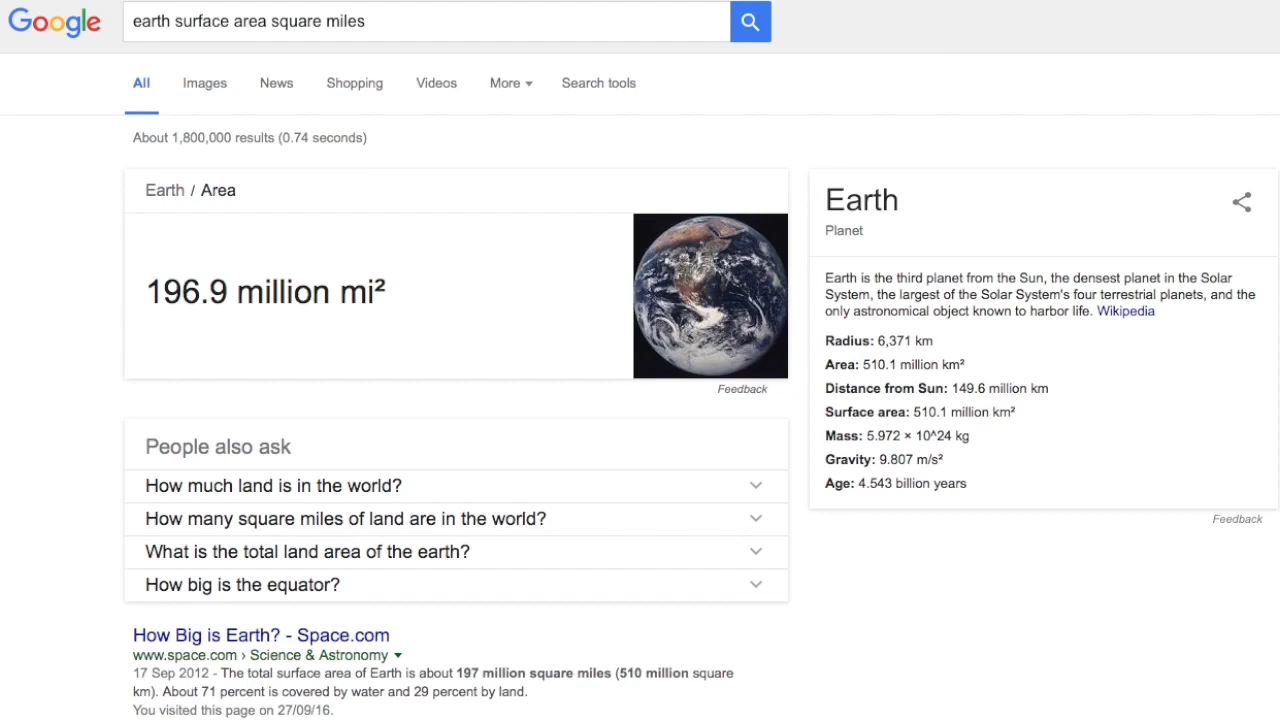 Google
earth surface area square miles
All Images News Shopping Videos More Search tools
About 1,800,000 results (0.74 seconds)
Earth / Area
196.9 million mi²
Feedback
People also ask
How much land is in the world?
How many square miles of land are in the world?
What is the total land area of the earth?
How big is the equator?
How Big is Earth? - Space.com
www.space.com › Science & Astronomy
17 Sep 2012 - The total surface area of Earth is about 197 million square miles (510 million square
km). About 71 percent is covered by water and 29 percent by land.
You visited this page on 27/09/16.
Earth
Planet
Earth is the third planet from the Sun, the densest planet in the Solar
System, the largest of the Solar System's four terrestrial planets, and the
only astronomical object known to harbor life. Wikipedia
Radius: 6,371 km
Area: 510.1 million km²
Distance from Sun: 149.6 million km
Surface area: 510.1 million km²
Mass: 5.972 × 10^24 kg
Gravity: 9.807 m/s²
Age: 4.543 billion years
Feedback